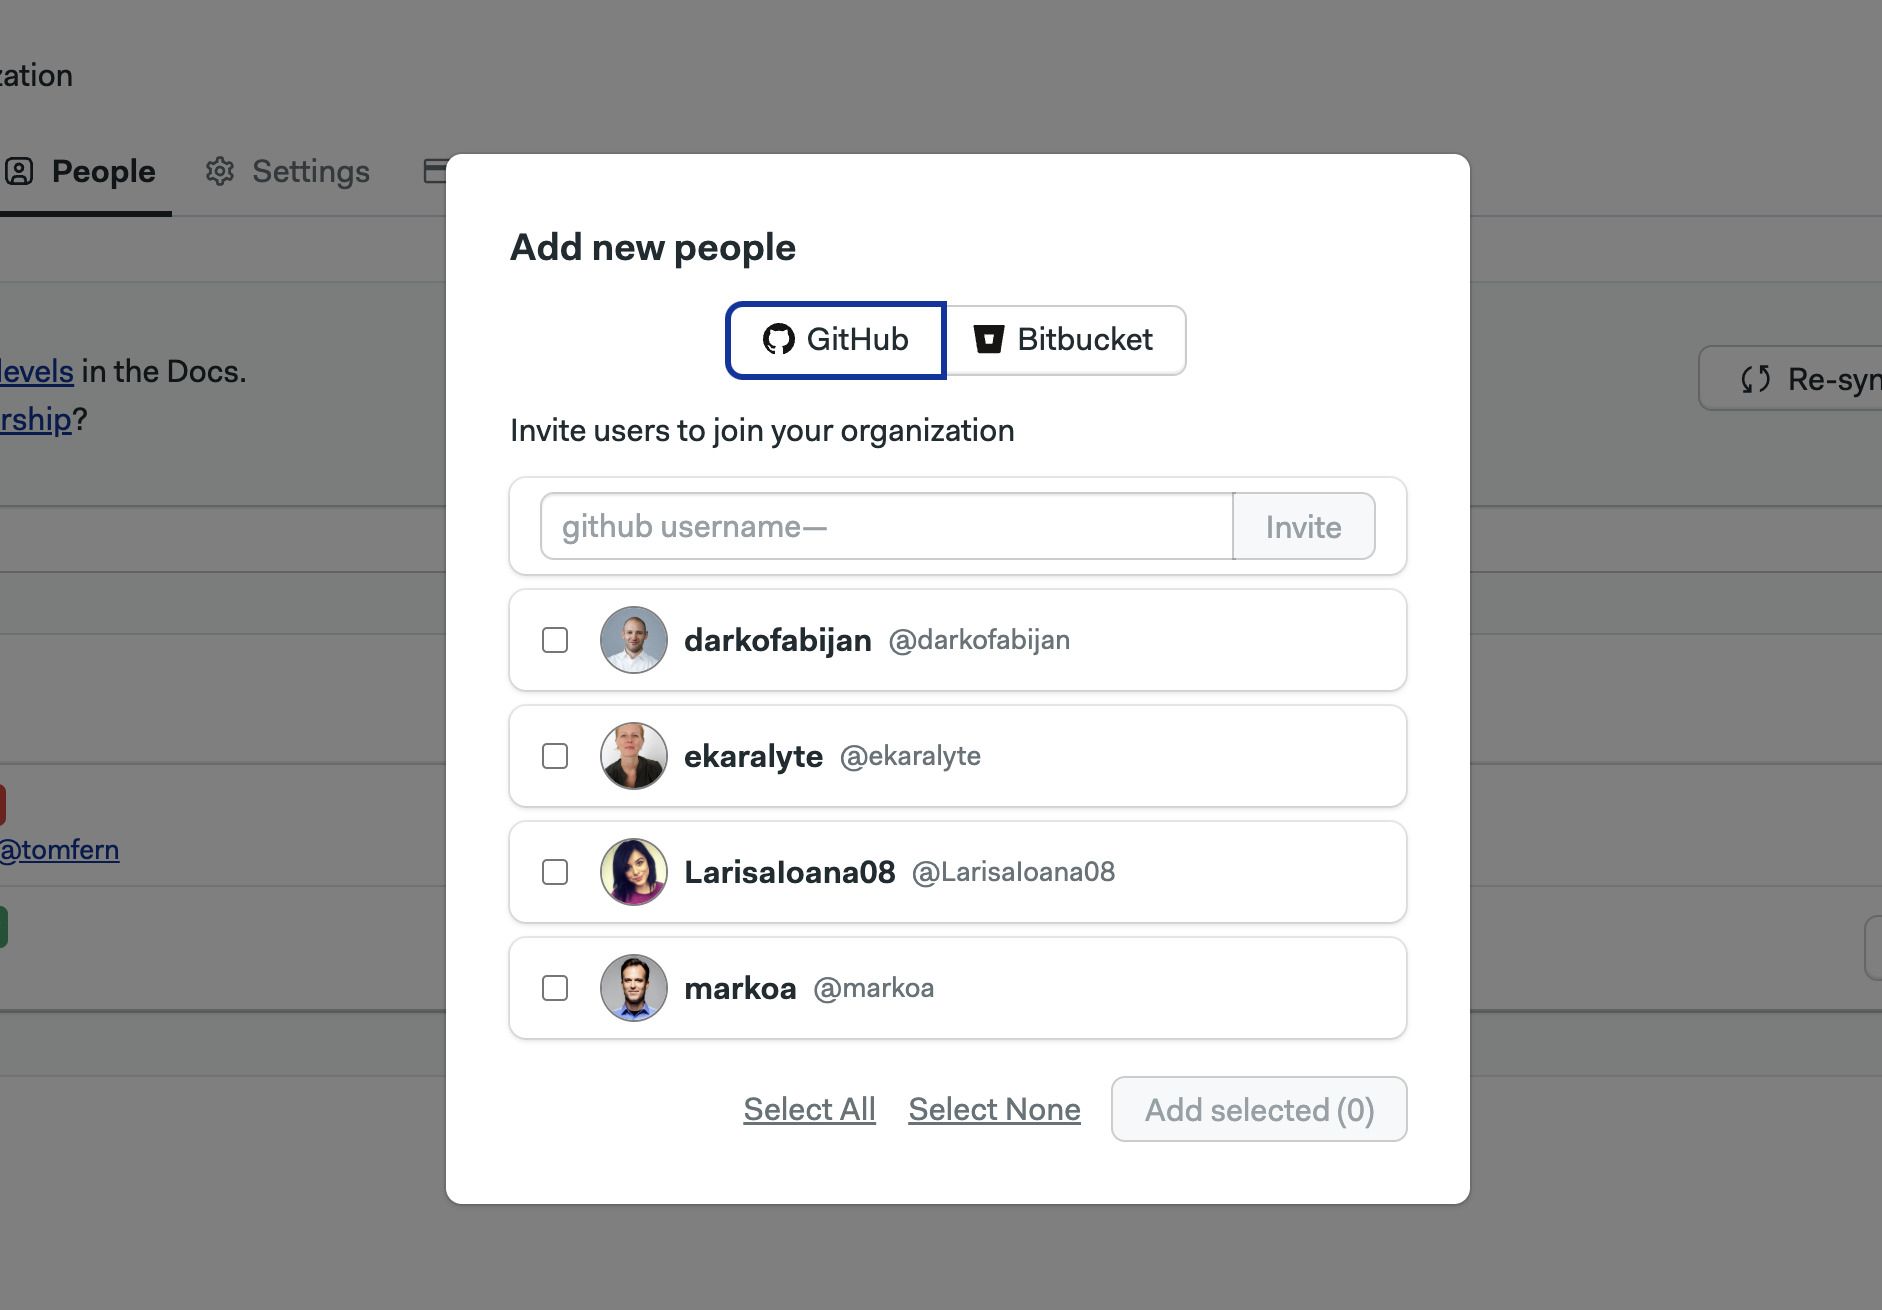 zation
People
Settings
levels in the Docs.
rship?
Re-syn
@tomfern
Add new people
GitHub
Bitbucket
Invite users to join your organization
github username—
Invite
darkofabijan @darkofabijan
ekaralyte @ekaralyte
LarisaIoana08 @LarisaIoana08
markoa @markoa
Select All
Select None
Add selected (0)